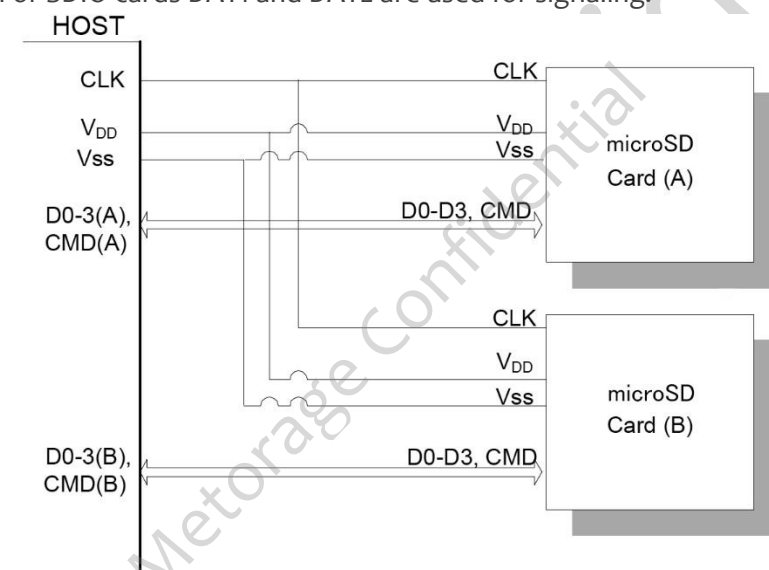 For SDIO cards DAT1 and DAT2 are used for signaling.
HOST
CLK
CLK
VDD
VDD
Vss
Vss
microSD
Card (A)
D0-3(A),
CMD(A)
D0-D3, CMD
CLK
VDD
Vss
microSD
Card (B)
D0-3(B),
CMD(B)
D0-D3, CMD
Metorage Confidential